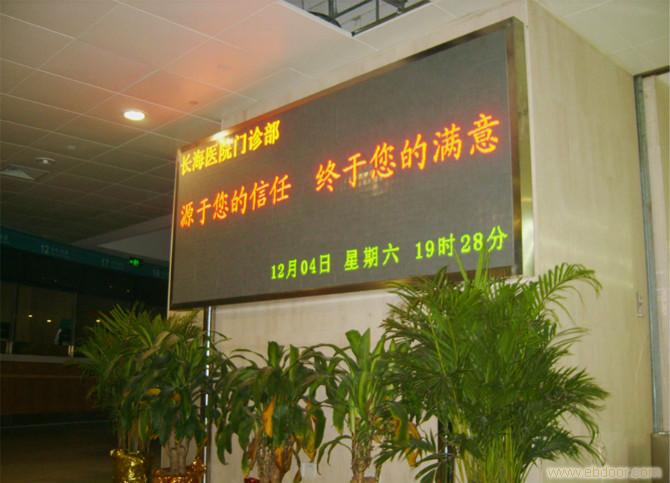 长海医院门诊部
源于您的信任 终于您的满意
12月04日 星期六 19时28分
12
www.ebdoor.com